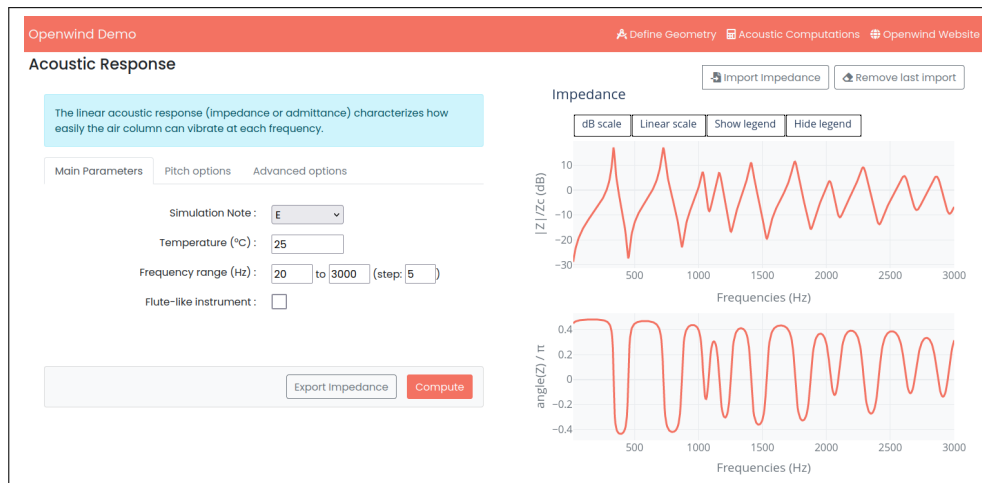 Openwind Demo
Define Geometry
Acoustic Computations
Openwind Website
Acoustic Response
Import Impedance
Remove last import
The linear acoustic response (impedance or admittance) characterizes how
easily the air column can vibrate at each frequency.
Main Parameters
Pitch options
Advanced options
Simulation Note :
E
Temperature (°C) :
25
Frequency range (Hz) :
20 to 3000 (step: 5 )
Flute-like instrument :
Export Impedance
Compute
Impedance
dB scale
Linear scale
Show legend
Hide legend
|Z|/Zc (dB)
10
0
−10
−20
−30
500 1000 1500 2000 2500 3000
Frequencies (Hz)
angle(Z) / π
0.4
0.2
0
−0.2
−0.4
500 1000 1500 2000 2500 3000
Frequencies (Hz)